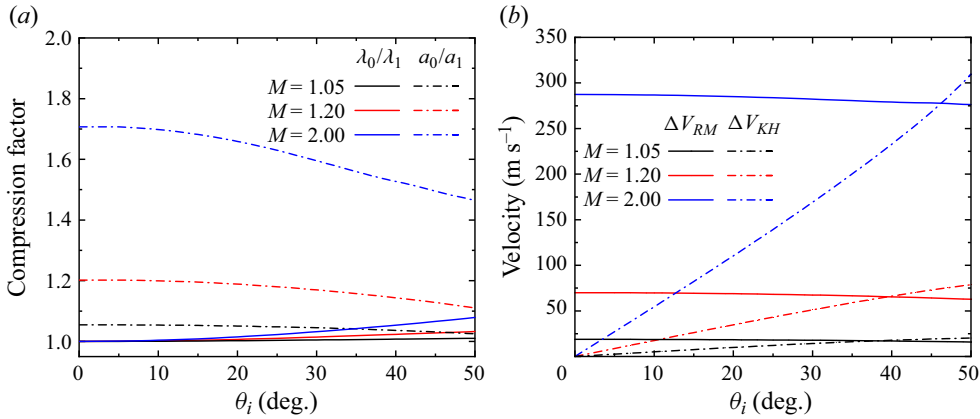 (a)
2.0
1.8
1.6
1.4
1.2
1.0
Compression factor
λ0/λ1 a0/a1
M = 1.05
M = 1.20
M = 2.00
0 10 20 30 40 50
θi (deg.)
(b)
350
300
250
200
150
100
50
0
Velocity (m s−1)
ΔVRM ΔVKH
M = 1.05
M = 1.20
M = 2.00
10 20 30 40 50
θi (deg.)